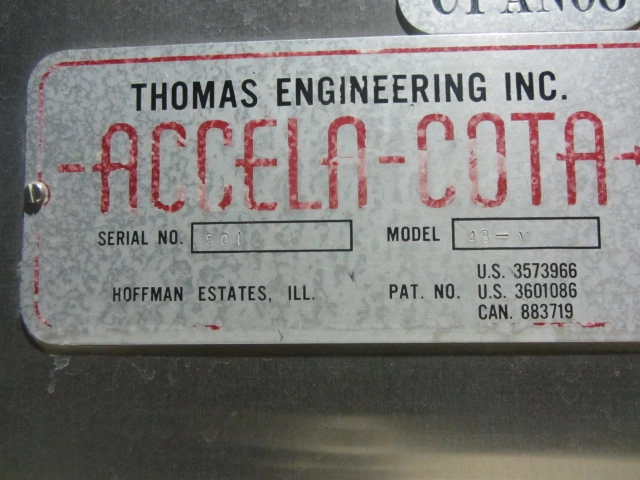 THOMAS ENGINEERING INC.
-ACCELA-COTA-
SERIAL NO. 501 MODEL 48-V
HOFFMAN ESTATES, ILL. PAT. NO. U.S. 3573966
U.S. 3601086
CAN. 883719